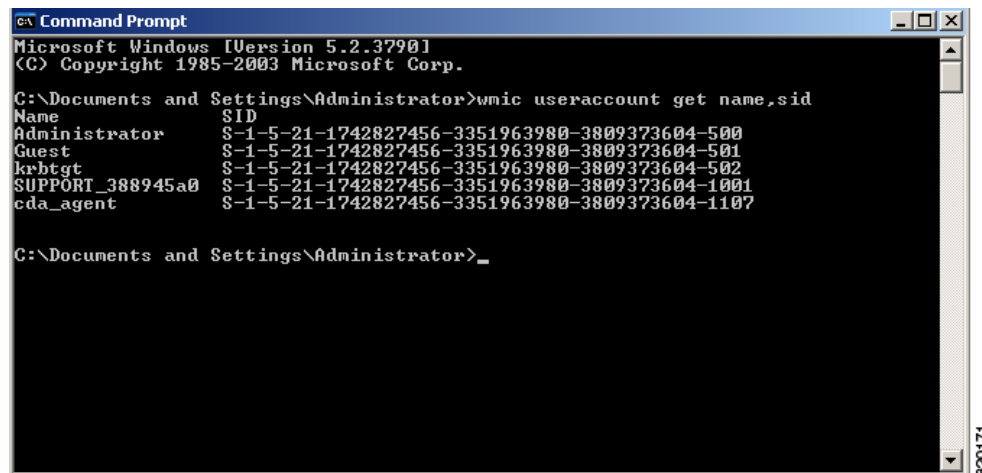 Command Prompt
Microsoft Windows [Version 5.2.3790]
(C) Copyright 1985-2003 Microsoft Corp.
C:\Documents and Settings\Administrator>wmic useraccount get name,sid
Name SID
Administrator S-1-5-21-1742827456-3351963980-3809373604-500
Guest S-1-5-21-1742827456-3351963980-3809373604-501
krbtgt S-1-5-21-1742827456-3351963980-3809373604-502
SUPPORT_388945a0 S-1-5-21-1742827456-3351963980-3809373604-1001
cda_agent S-1-5-21-1742827456-3351963980-3809373604-1107
C:\Documents and Settings\Administrator>_